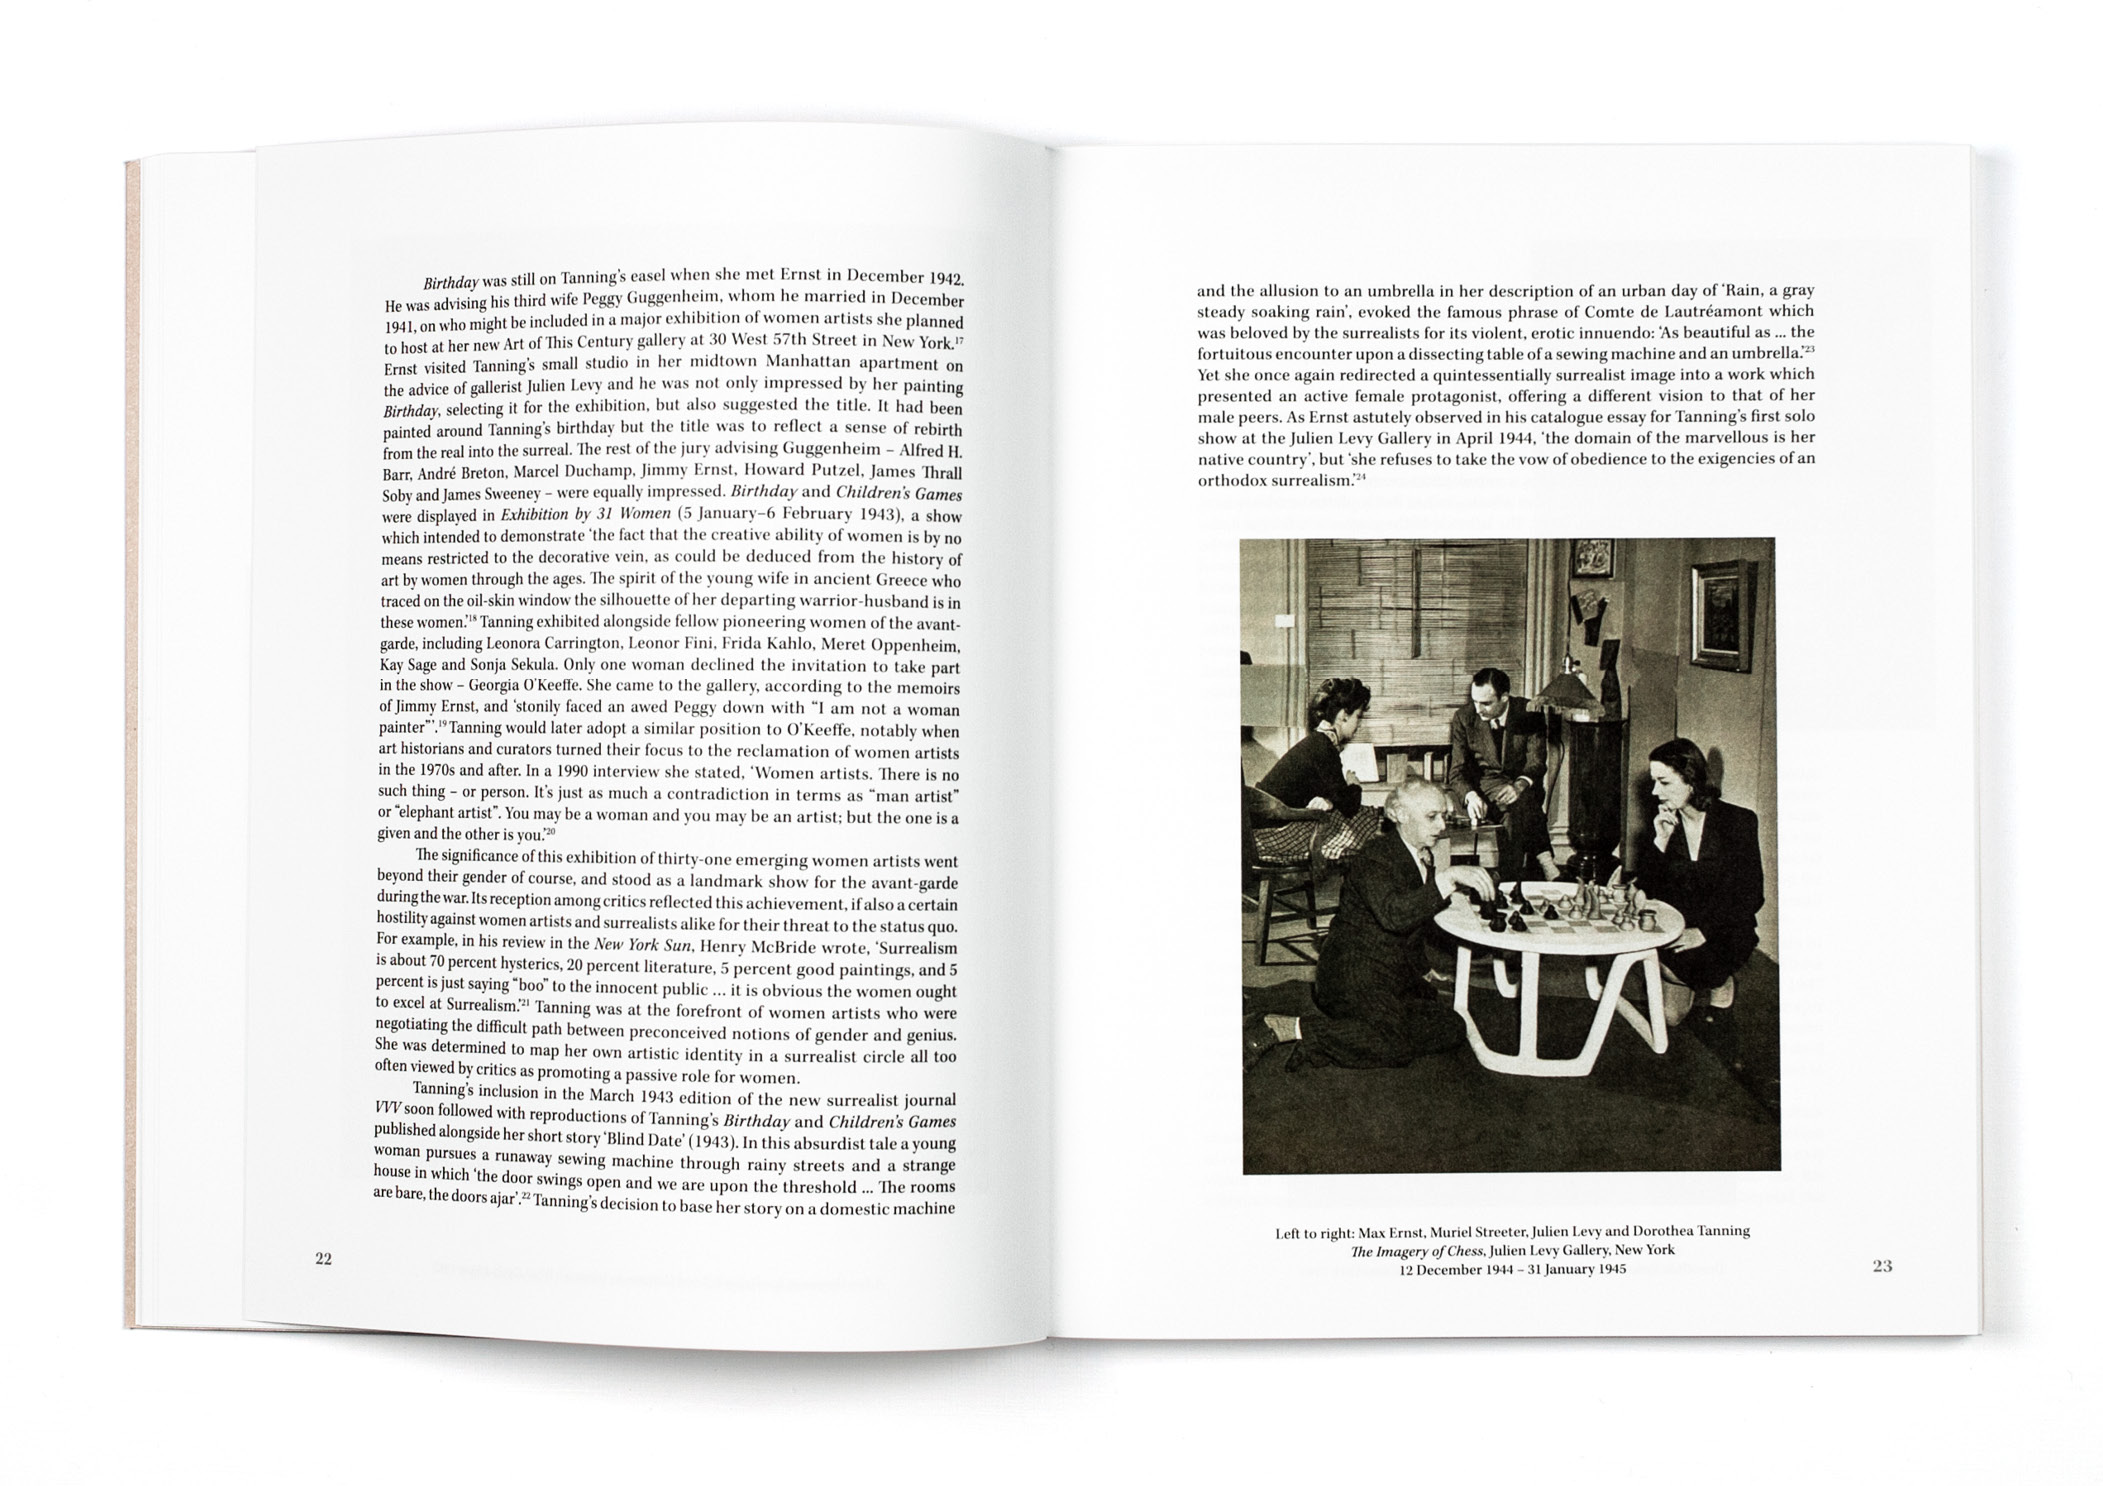 Birthday was still on Tanning's easel when she met Ernst in December 1942.
He was advising his third wife Peggy Guggenheim, whom he married in December
1941, on who might be included in a major exhibition of women artists she planned
to host at her new Art of This Century gallery at 30 West 57th Street in New York.¹⁷
Ernst visited Tanning's small studio in her midtown Manhattan apartment on
the advice of gallerist Julien Levy and he was not only impressed by her painting
Birthday, selecting it for the exhibition, but also suggested the title. It had been
painted around Tanning's birthday but the title was to reflect a sense of rebirth
from the real into the surreal. The rest of the jury advising Guggenheim – Alfred H.
Barr, André Breton, Marcel Duchamp, Jimmy Ernst, Howard Putzel, James Thrall
Soby and James Sweeney – were equally impressed. Birthday and Children's Games
were displayed in Exhibition by 31 Women (5 January–6 February 1943), a show
which intended to demonstrate 'the fact that the creative ability of women is by no
means restricted to the decorative vein, as could be deduced from the history of
art by women through the ages. The spirit of the young wife in ancient Greece who
traced on the oil-skin window the silhouette of her departing warrior-husband is in
these women.'¹⁸ Tanning exhibited alongside fellow pioneering women of the avant-
garde, including Leonora Carrington, Leonor Fini, Frida Kahlo, Meret Oppenheim,
Kay Sage and Sonja Sekula. Only one woman declined the invitation to take part
in the show – Georgia O'Keeffe. She came to the gallery, according to the memoirs
of Jimmy Ernst, and 'stonily faced an awed Peggy down with “I am not a woman
painter”'.¹⁹ Tanning would later adopt a similar position to O'Keeffe, notably when
art historians and curators turned their focus to the reclamation of women artists
in the 1970s and after. In a 1990 interview she stated, 'Women artists. There is no
such thing – or person. It's just as much a contradiction in terms as “man artist”
or “elephant artist”. You may be a woman and you may be an artist; but the one is a
given and the other is you.'²⁰
The significance of this exhibition of thirty-one emerging women artists went
beyond their gender of course, and stood as a landmark show for the avant-garde
during the war. Its reception among critics reflected this achievement, if also a certain
hostility against women artists and surrealists alike for their threat to the status quo.
For example, in his review in the New York Sun, Henry McBride wrote, 'Surrealism
is about 70 percent hysterics, 20 percent literature, 5 percent good paintings, and 5
percent is just saying “boo” to the innocent public ... it is obvious the women ought
to excel at Surrealism.'²¹ Tanning was at the forefront of women artists who were
negotiating the difficult path between preconceived notions of gender and genius.
She was determined to map her own artistic identity in a surrealist circle all too
often viewed by critics as promoting a passive role for women.
Tanning's inclusion in the March 1943 edition of the new surrealist journal
VVV soon followed with reproductions of Tanning's Birthday and Children's Games
published alongside her short story 'Blind Date' (1943). In this absurdist tale a young
woman pursues a runaway sewing machine through rainy streets and a strange
house in which 'the door swings open and we are upon the threshold ... The rooms
are bare, the doors ajar'.²² Tanning's decision to base her story on a domestic machine
22
and the allusion to an umbrella in her description of an urban day of 'Rain, a gray
steady soaking rain', evoked the famous phrase of Comte de Lautréamont which
was beloved by the surrealists for its violent, erotic innuendo: 'As beautiful as ... the
fortuitous encounter upon a dissecting table of a sewing machine and an umbrella.'²³
Yet she once again redirected a quintessentially surrealist image into a work which
presented an active female protagonist, offering a different vision to that of her
male peers. As Ernst astutely observed in his catalogue essay for Tanning's first solo
show at the Julien Levy Gallery in April 1944, 'the domain of the marvellous is her
native country', but 'she refuses to take the vow of obedience to the exigencies of an
orthodox surrealism.'²⁴
Left to right: Max Ernst, Muriel Streeter, Julien Levy and Dorothea Tanning
The Imagery of Chess, Julien Levy Gallery, New York
12 December 1944 – 31 January 1945
23